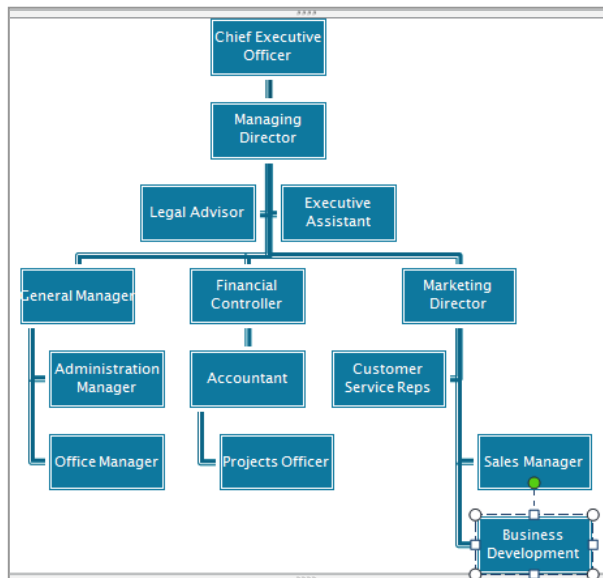 Chief Executive
Officer
Managing
Director
Legal Advisor
Executive
Assistant
General Manager
Financial
Controller
Marketing
Director
Administration
Manager
Accountant
Customer
Service Reps
Office Manager
Projects Officer
Sales Manager
Business
Development